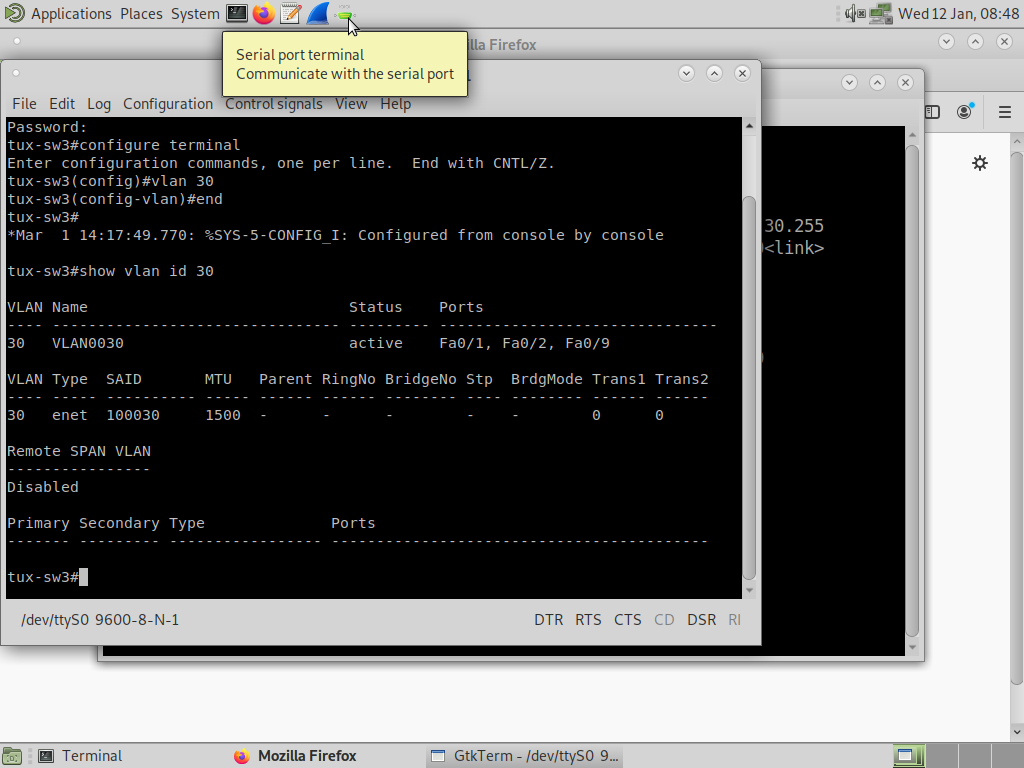 Applications Places System
Wed 12 Jan, 08:48
Serial port terminal
Communicate with the serial port
lla Firefox
File Edit Log Configuration Control signals View Help
Password:
tux-sw3#configure terminal
Enter configuration commands, one per line.  End with CNTL/Z.
tux-sw3(config)#vlan 30
tux-sw3(config-vlan)#end
tux-sw3#
*Mar  1 14:17:49.770: %SYS-5-CONFIG_I: Configured from console by console
tux-sw3#show vlan id 30
VLAN Name                             Status    Ports
---- -------------------------------- --------- -------------------------------
30   VLAN0030                         active    Fa0/1, Fa0/2, Fa0/9
VLAN Type  SAID       MTU   Parent RingNo BridgeNo Stp  BrdgMode Trans1 Trans2
---- ----- ---------- ----- ------ ------ -------- ---- -------- ------ ------
30   enet  100030     1500  -      -      -        -    -        0      0
Remote SPAN VLAN
----------------
Disabled
Primary Secondary Type              Ports
------- --------- ----------------- ------------------------------------------
tux-sw3#
30.255
)<link>
)
/dev/ttyS0 9600-8-N-1
DTR RTS CTS CD DSR RI
Terminal
Mozilla Firefox
GtkTerm - /dev/ttyS0 9...